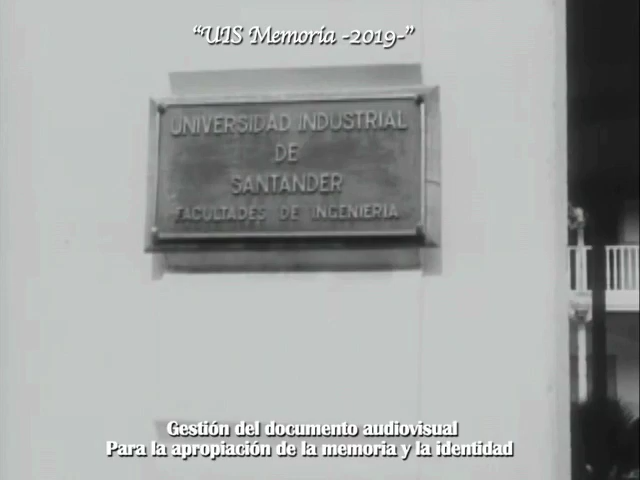 “UIS Memoria -2019-”
UNIVERSIDAD INDUSTRIAL
DE
SANTANDER
FACULTADES DE INGENIERIA
Gestión del documento audiovisual
Para la apropiación de la memoria y la identidad